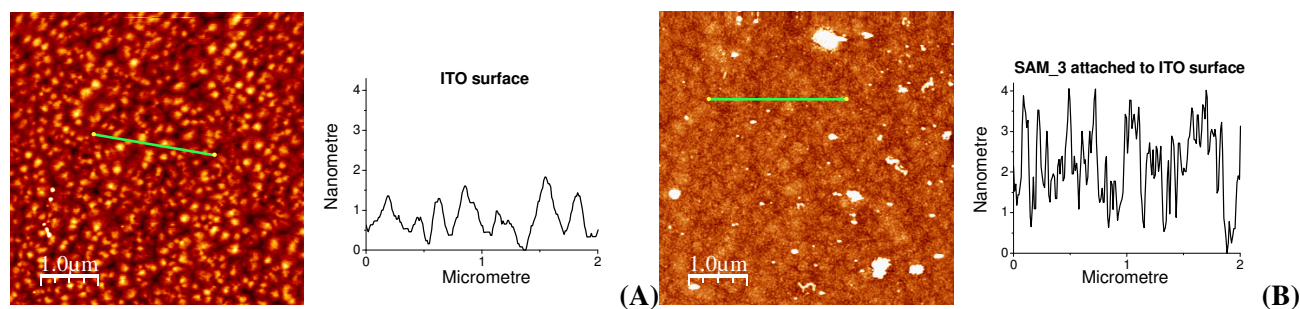 1.0µm
ITO surface
Nanometre
4
3
2
1
0
0
1
2
Micrometre
(A)
1.0µm
SAM_3 attached to ITO surface
Nanometre
4
3
2
1
0
0
1
2
Micrometre
(B)